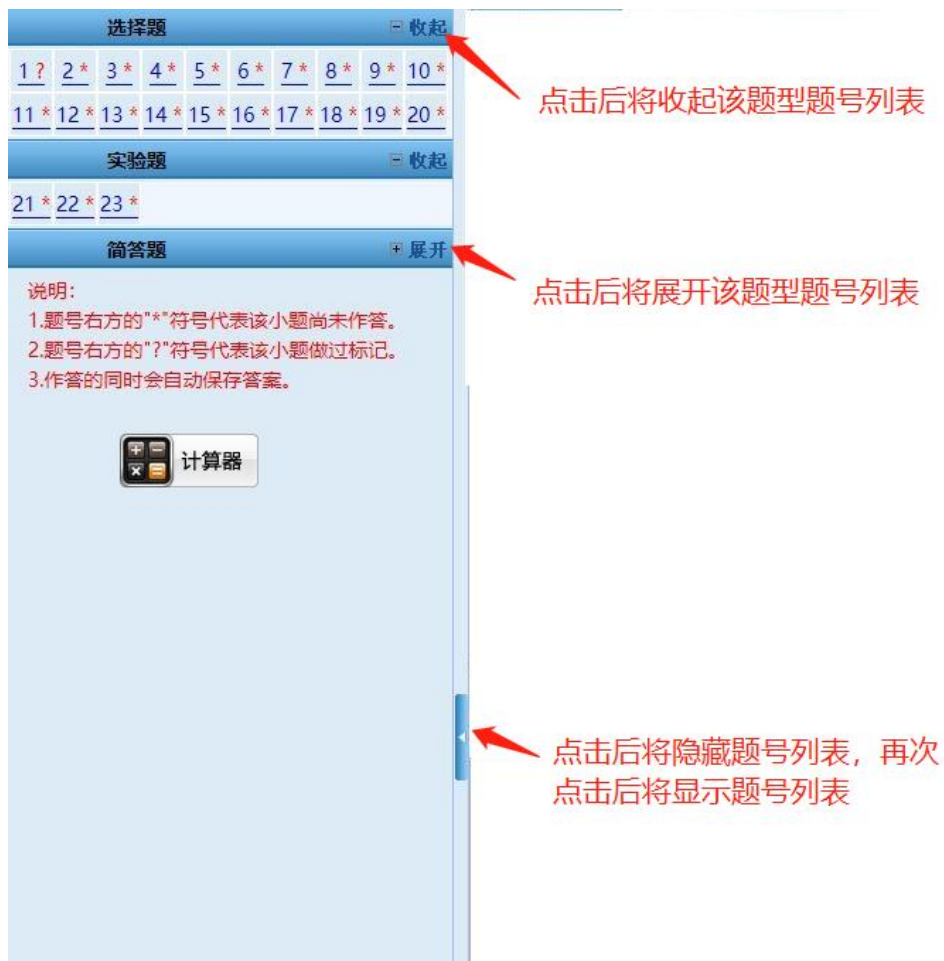 选择题 收起
点击后将收起该题型题号列表
1 ? 2 * 3 * 4 * 5 * 6 * 7 * 8 * 9 * 10 *
11 * 12 * 13 * 14 * 15 * 16 * 17 * 18 * 19 * 20 *
实验题 收起
21 * 22 * 23 *
简答题 展开
点击后将展开该题型题号列表
说明：
1.题号右方的"*"符号代表该小题尚未作答。
2.题号右方的"?"符号代表该小题做过标记。
3.作答的同时会自动保存答案。
计算器
点击后将隐藏题号列表，再次
点击后将显示题号列表